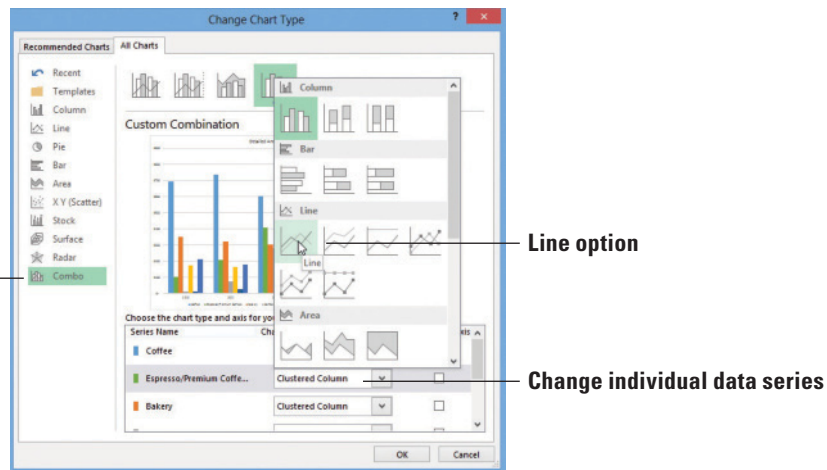 Change Chart Type
?
Recommended Charts
All Charts
Recent
Templates
Column
Line
Pie
Bar
Area
X Y (Scatter)
Stock
Surface
Radar
Combo
Custom Combination
Column
Bar
Line
Line
Area
Choose the chart type and axis for
Series Name
Coffee
Espresso/Premium Coffe...
Clustered Column
Bakery
Clustered Column
OK
Cancel
Line option
Change individual data series